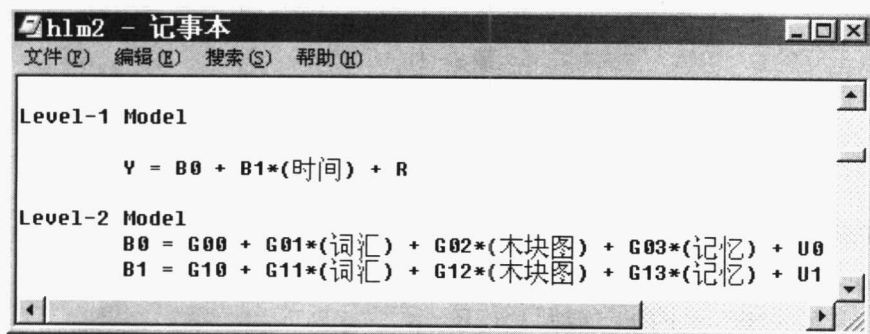 hlm2 - 记事本
文件(F) 编辑(E) 搜索(S) 帮助(H)
Level-1 Model
Y = B0 + B1*(时间) + R
Level-2 Model
B0 = G00 + G01*(词汇) + G02*(木块图) + G03*(记忆) + U0
B1 = G10 + G11*(词汇) + G12*(木块图) + G13*(记忆) + U1